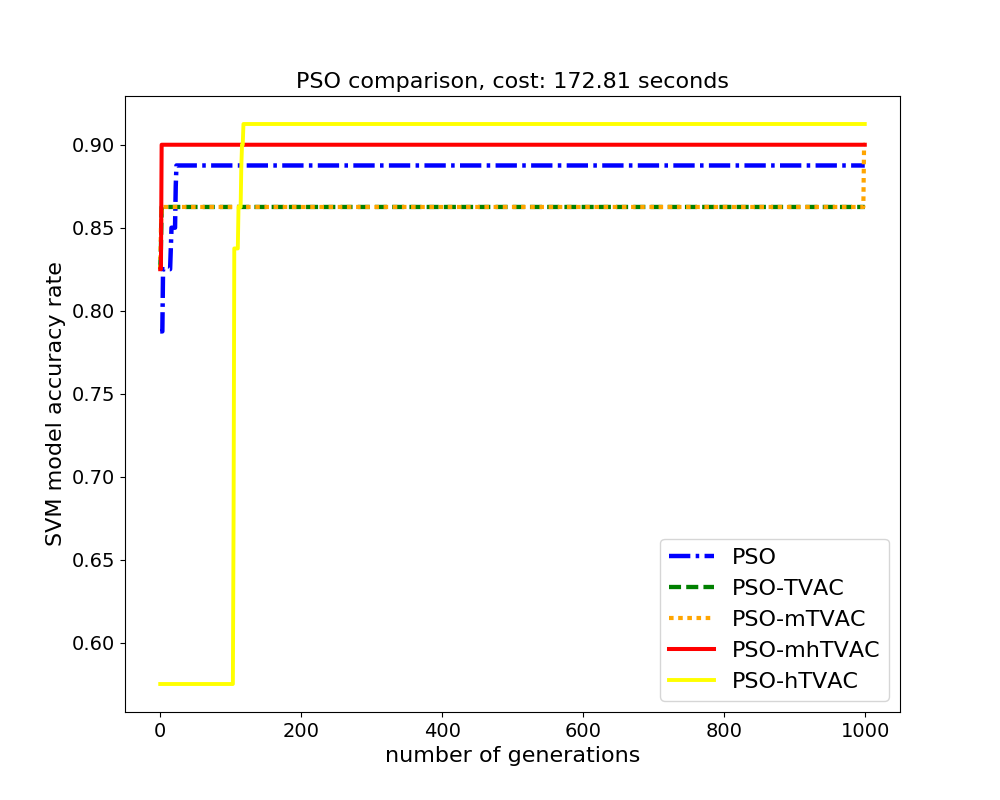 PSO comparison, cost: 172.81 seconds
SVM model accuracy rate
0.90
0.85
0.80
0.75
0.70
0.65
0.60
PSO
PSO-TVAC
PSO-mTVAC
PSO-mhTVAC
PSO-hTVAC
0 200 400 600 800 1000
number of generations